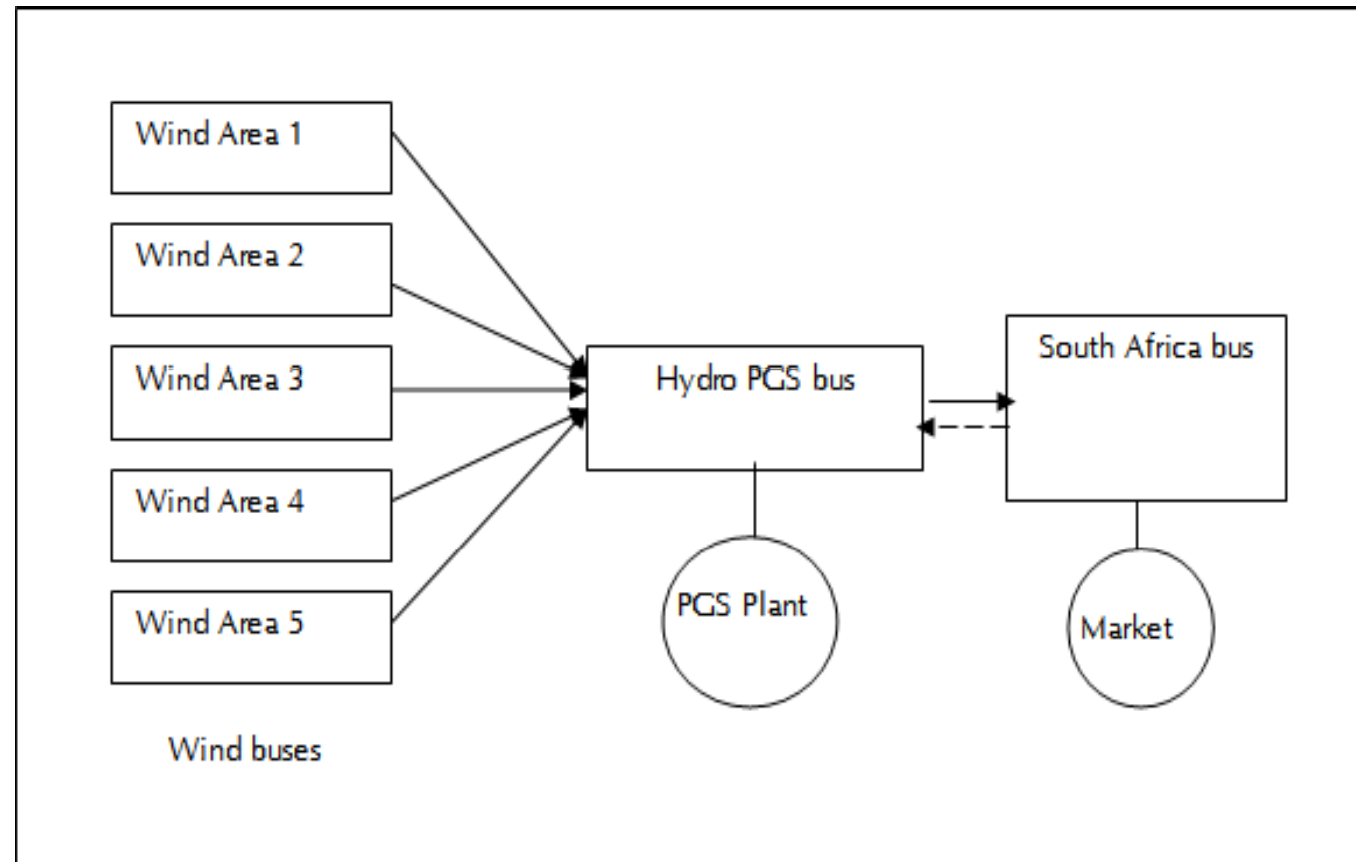 Wind Area 1
Wind Area 2
Wind Area 3
Wind Area 4
Wind Area 5
Wind buses
Hydro PGS bus
PGS Plant
South Africa bus
Market